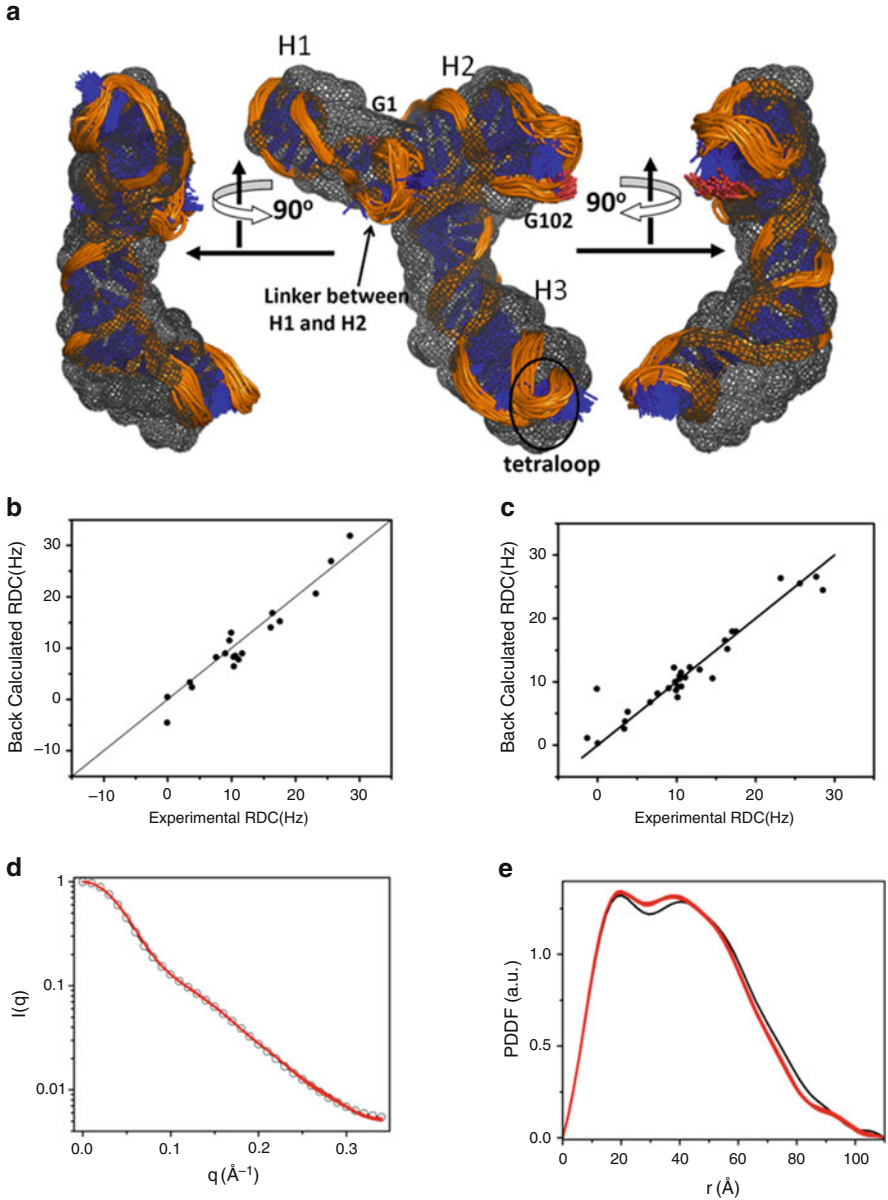 a
H1
H2
G1
90º
90º
G102
Linker between
H1 and H2
H3
tetraloop
b
Back Calculated RDC(Hz)
30
20
10
0
−10
−10
0
10
20
30
Experimental RDC(Hz)
c
Back Calculated RDC(Hz)
30
20
10
0
0
10
20
30
Experimental RDC(Hz)
d
I(q)
1
0.1
0.01
0.0
0.1
0.2
0.3
q (Å−1)
e
PDDF (a.u.)
1.0
0.5
0.0
0
20
40
60
80
100
r (Å)